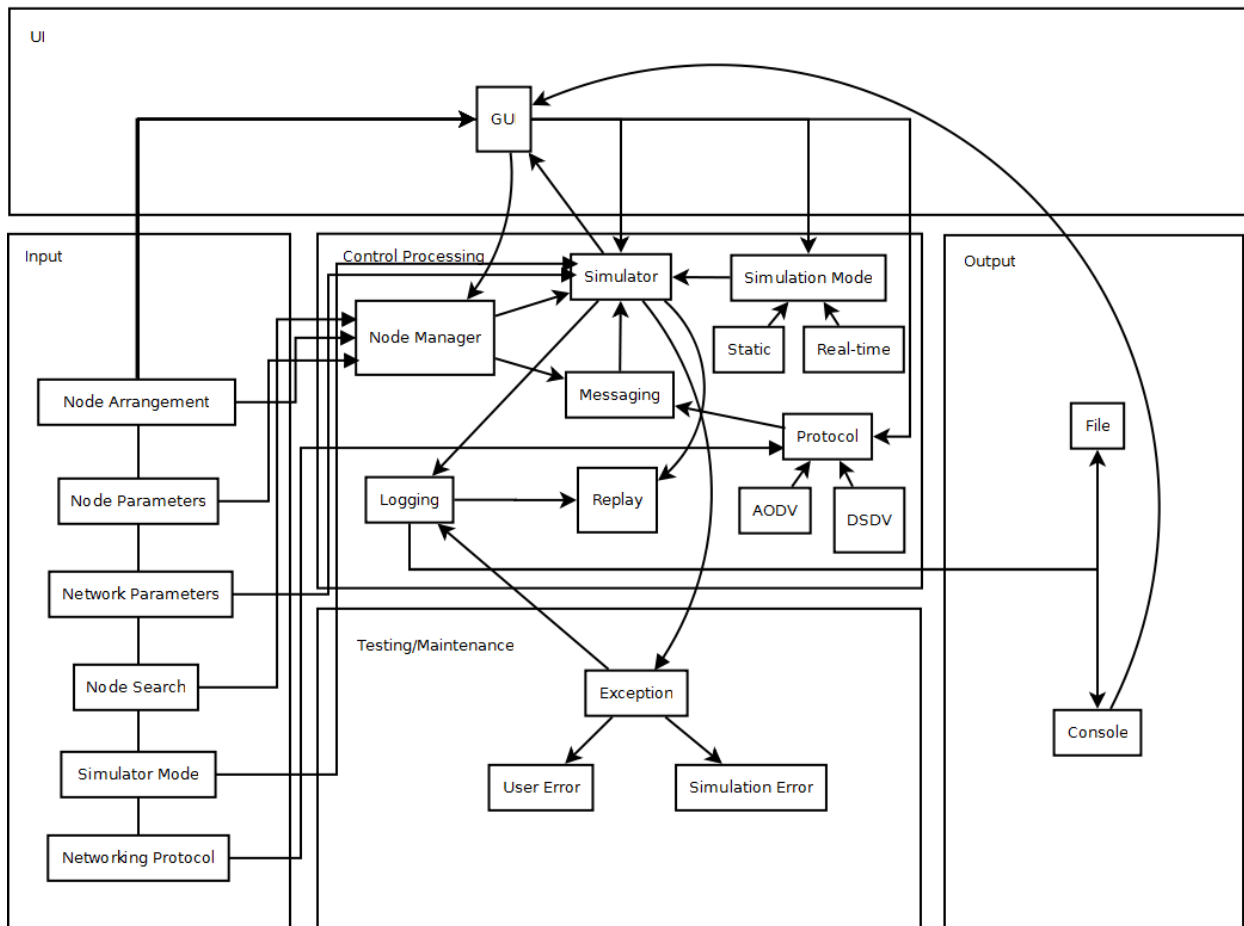 UI
GUI
Input
Control Processing
Simulator
Simulation Mode
Output
Node Manager
Static
Real-time
Node Arrangement
Messaging
File
Protocol
Node Parameters
Logging
Replay
AODV
DSDV
Network Parameters
Testing/Maintenance
Node Search
Exception
Console
Simulator Mode
User Error
Simulation Error
Networking Protocol